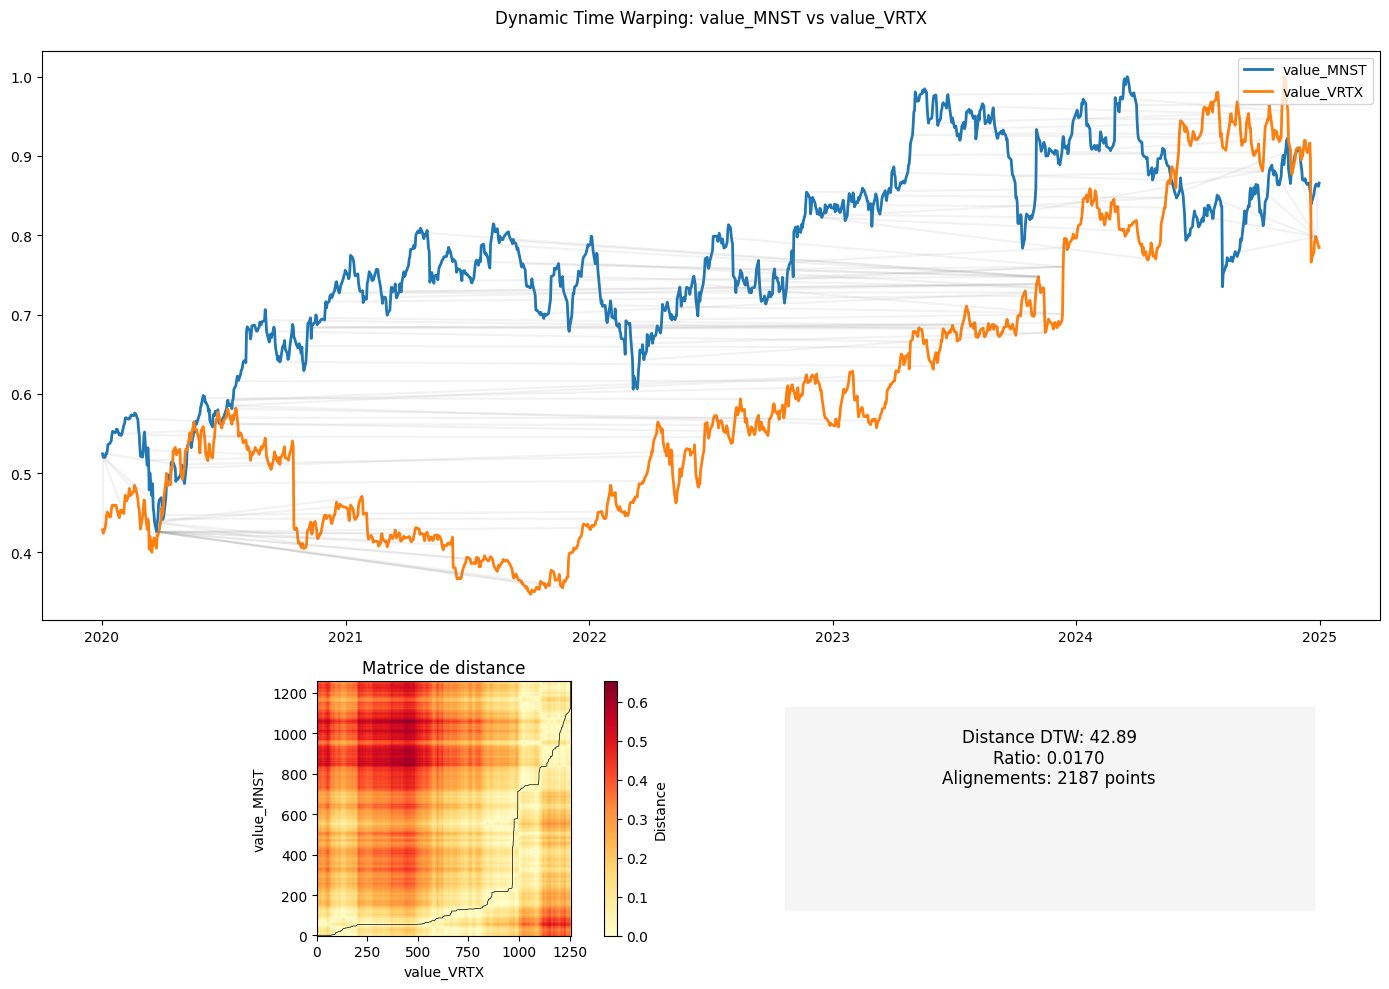 Dynamic Time Warping: value_MNST vs value_VRTX
value_MNST
value_VRTX
1.0
0.9
0.8
0.7
0.6
0.5
0.4
2020 2021 2022 2023 2024 2025
Matrice de distance
value_MNST
1200
1000
800
600
400
200
0
0 250 500 750 1000 1250
value_VRTX
0.6
0.5
0.4
0.3
0.2
0.1
0.0
Distance
Distance DTW: 42.89
Ratio: 0.0170
Alignements: 2187 points